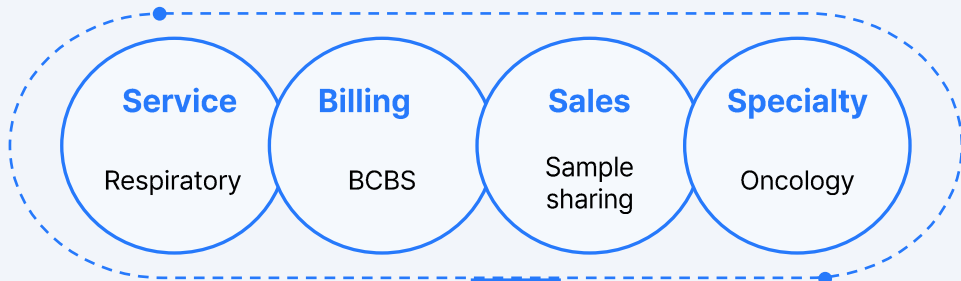 Service
Respiratory
Billing
BCBS
Sales
Sample
sharing
Specialty
Oncology